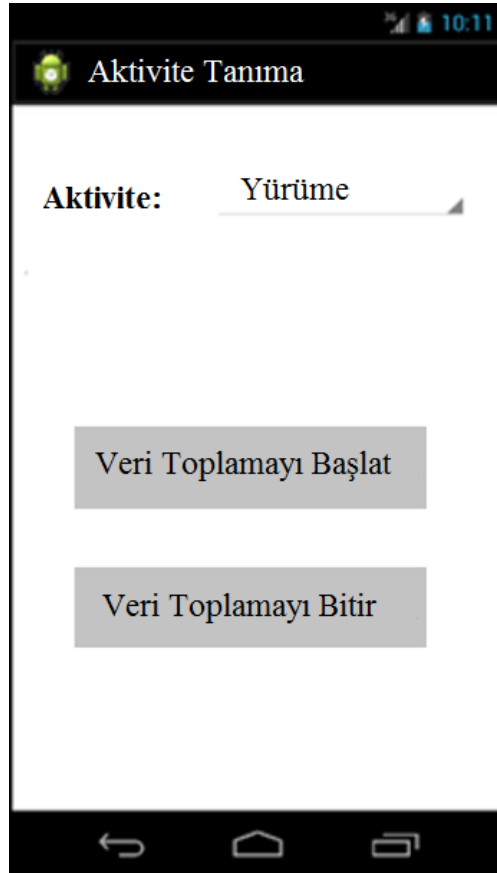 10:11
Aktivite Tanıma
Aktivite: Yürüme
Veri Toplamayı Başlat
Veri Toplamayı Bitir